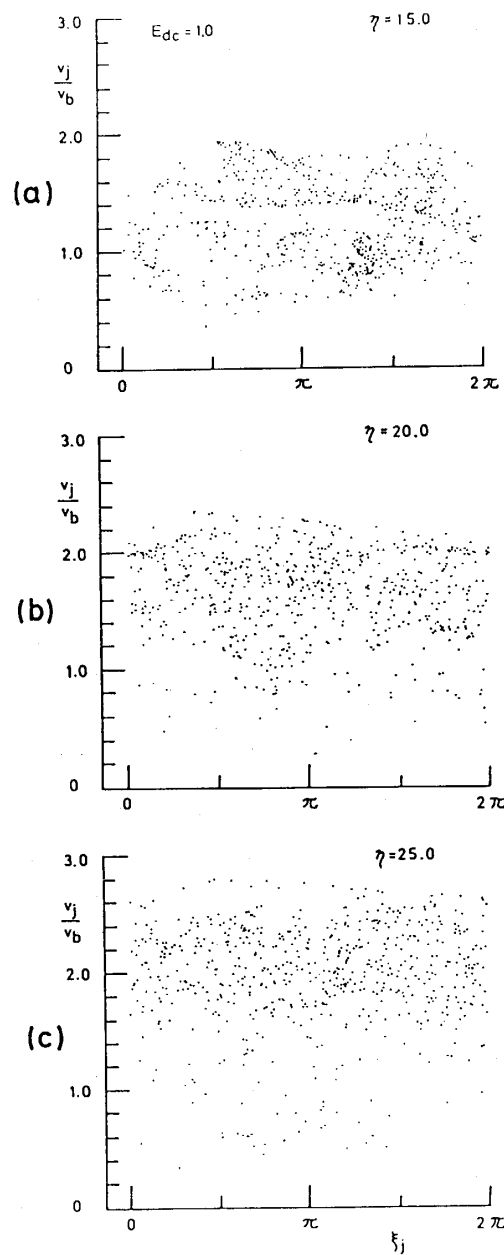 E_dc = 1.0
η = 15.0
3.0
v_j
v_b
2.0
(a)
1.0
0
0
π
2π
η = 20.0
3.0
v_j
v_b
2.0
(b)
1.0
0
0
π
2π
η = 25.0
3.0
v_j
v_b
2.0
(c)
1.0
0
0
π
2π
ξ_j